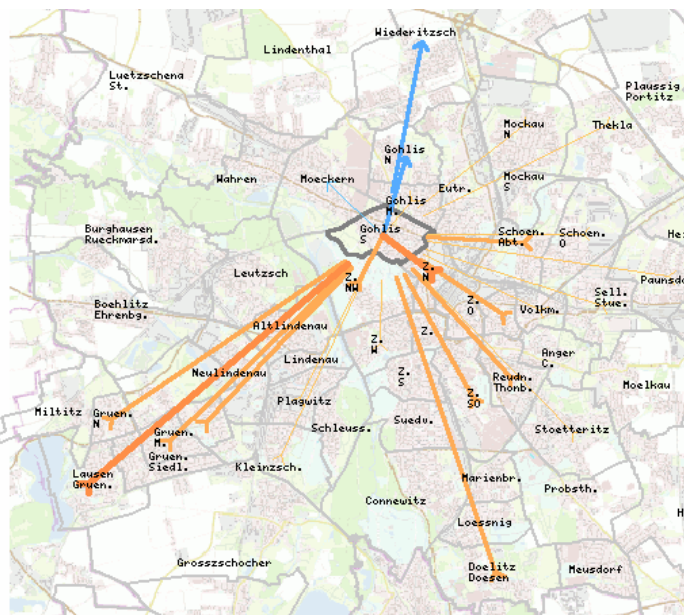 Wiederitzsch
Lindenthal
Luetzschena
St.
Plaussig
Portitz
Mockau
N
Thekla
Gohlis
N
Mockau
S
Wahren
Moeckern
Eutr.
Gohlis
M.
Burghausen
Rueckmarsd.
Gohlis
S
Schoen.
Abt.
Schoen.
O
He
Leutzsch
Z.
NW
Z.
N
Paunsd
Boehlitz
Ehrenbg.
Z.
O
Volkm.
Sell.
Stue.
Altlindenau
Z.
W
Z.
Lindenau
Anger
C.
Neulindenau
Z.
S
Reudn.
Thonb.
Moelkau
Miltitz
Gruen.
N
Plagwitz
Z.
SO
Schleuss.
Suedv.
Stoetteritz
Gruen.
M.
Gruen.
Siedl.
Kleinzsch.
Lausen
Gruen.
Marienbr.
Probsth.
Connewitz
H
Loessnig
Grosszschocher
Doelitz
Doesen
Meusdorf